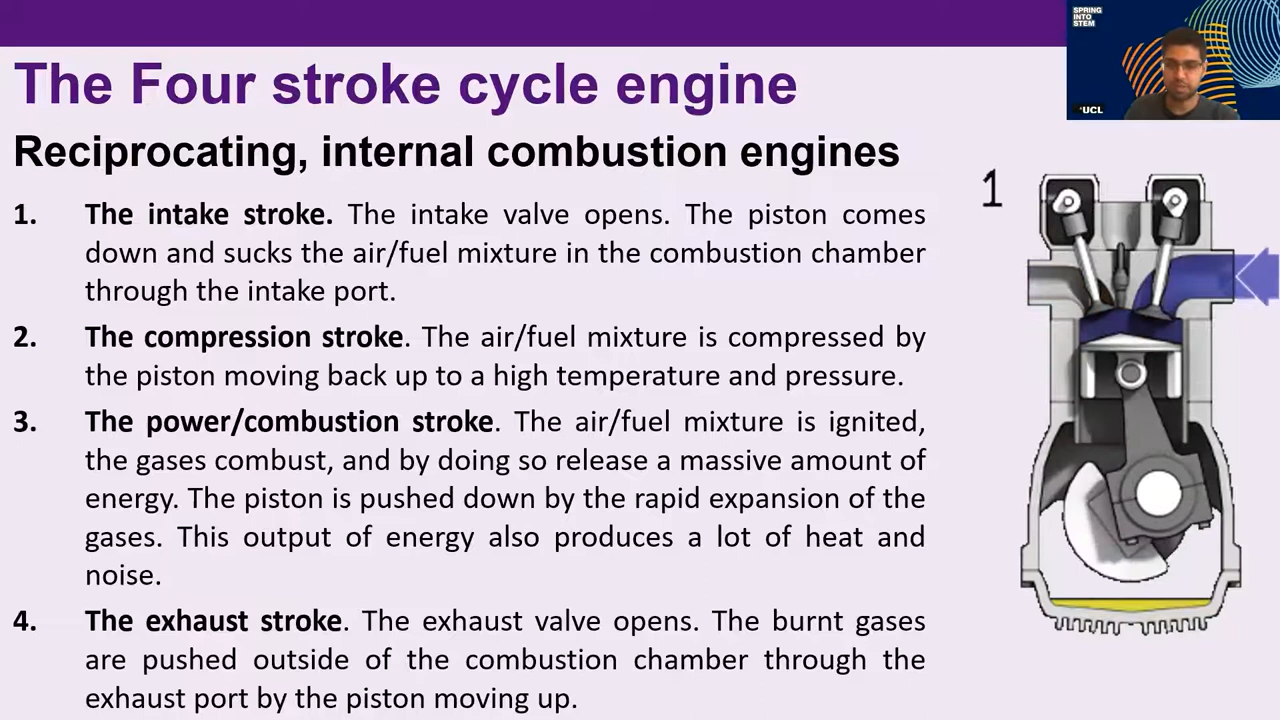 SPRING
INTO
STEM
UCL
The Four stroke cycle engine
Reciprocating, internal combustion engines
1. The intake stroke. The intake valve opens. The piston comes
down and sucks the air/fuel mixture in the combustion chamber
through the intake port.
2. The compression stroke. The air/fuel mixture is compressed by
the piston moving back up to a high temperature and pressure.
3. The power/combustion stroke. The air/fuel mixture is ignited,
the gases combust, and by doing so release a massive amount of
energy. The piston is pushed down by the rapid expansion of the
gases. This output of energy also produces a lot of heat and
noise.
4. The exhaust stroke. The exhaust valve opens. The burnt gases
are pushed outside of the combustion chamber through the
exhaust port by the piston moving up.
1